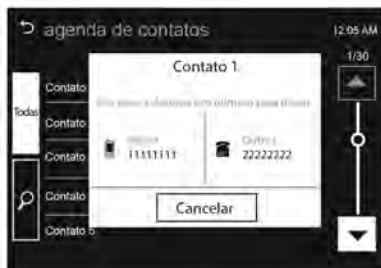 agenda de contatos
12:05 AM
Contato 1
1/30
Contato
Todas
Contato
Contato
11111111
22222222
Contato
Cancelar
Contato 5